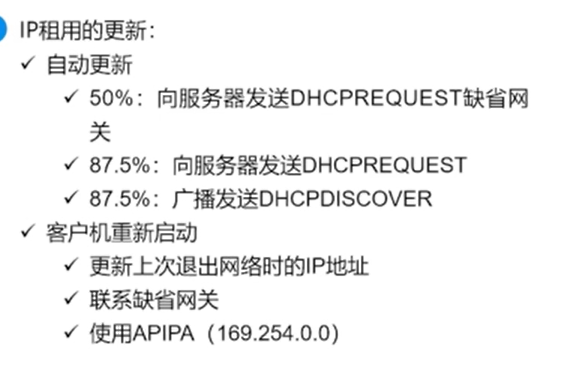 IP租用的更新：
✓ 自动更新
✓ 50%：向服务器发送DHCPREQUEST缺省网
关
✓ 87.5%：向服务器发送DHCPREQUEST
✓ 87.5%：广播发送DHCPDISCOVER
✓ 客户机重新启动
✓ 更新上次退出网络时的IP地址
✓ 联系缺省网关
✓ 使用APIPA（169.254.0.0）